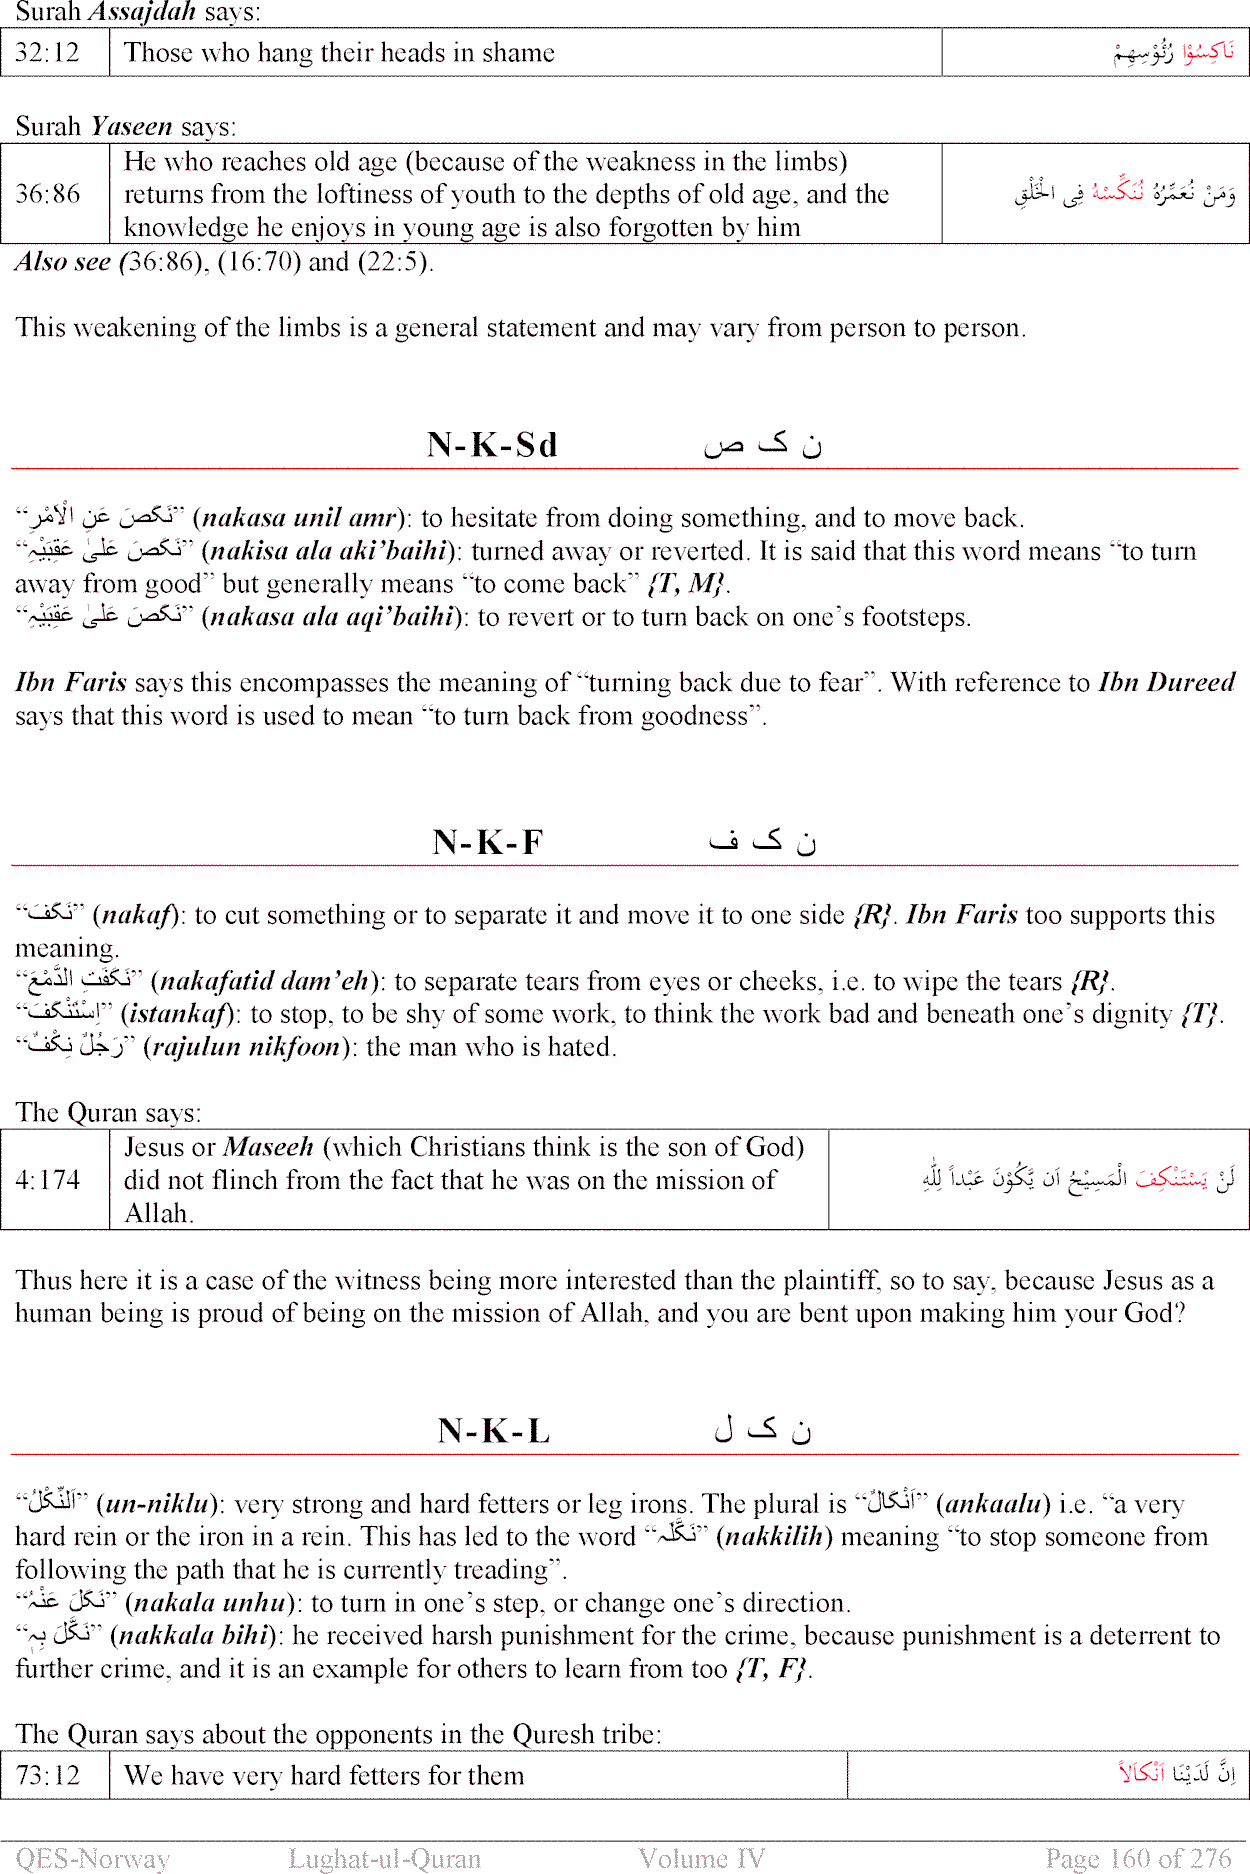 Surah Assajdah says:
32:12 Those who hang their heads in shame نَاكِسُوْا رُئُوْسِهِمْ
Surah Yaseen says:
He who reaches old age (because of the weakness in the limbs)
36:86 returns from the loftiness of youth to the depths of old age, and the وَمَنْ نُعَمِّرْهُ نُنَكِّسْهُ فِى الْخَلْقِ
knowledge he enjoys in young age is also forgotten by him
Also see (36:86), (16:70) and (22:5).
This weakening of the limbs is a general statement and may vary from person to person.
N-K-Sd ن ک ص
“نَکَصَ عَنِ الْاَمْرِ” (nakasa unil amr): to hesitate from doing something, and to move back.
“نَکَصَ عَلیٰ عَقِبَیْہِ” (nakisa ala aki’baihi): turned away or reverted. It is said that this word means “to turn
away from good” but generally means “to come back” {T, M}.
“نَکَصَ عَلیٰ عَقِبَیْہِ” (nakasa ala aqi’baihi): to revert or to turn back on one’s footsteps.
Ibn Faris says this encompasses the meaning of “turning back due to fear”. With reference to Ibn Dureed
says that this word is used to mean “to turn back from goodness”.
N-K-F ن ک ف
“نَکَفَ” (nakaf): to cut something or to separate it and move it to one side {R}. Ibn Faris too supports this
meaning.
“نَکَفَتِ الدَّمْعَ” (nakafatid dam’eh): to separate tears from eyes or cheeks, i.e. to wipe the tears {R}.
“اِسْتَنْکَفَ” (istankaf): to stop, to be shy of some work, to think the work bad and beneath one’s dignity {T}.
“رَجُلٌ نِکْفٌ” (rajulun nikfoon): the man who is hated.
The Quran says:
Jesus or Maseeh (which Christians think is the son of God)
4:174 did not flinch from the fact that he was on the mission of لَنْ يَسْتَنْكِفَ الْمَسِيْحُ اَن يَّكُوْنَ عَبْداً لِلّٰهِ
Allah.
Thus here it is a case of the witness being more interested than the plaintiff, so to say, because Jesus as a
human being is proud of being on the mission of Allah, and you are bent upon making him your God?
N-K-L ن ک ل
“اَلنِّکْلُ” (un-niklu): very strong and hard fetters or leg irons. The plural is “اَنْکَالٌ” (ankaalu) i.e. “a very
hard rein or the iron in a rein. This has led to the word “نَکَّلَہ” (nakkilih) meaning “to stop someone from
following the path that he is currently treading”.
“نَکَلَ عَنْہُ” (nakala unhu): to turn in one’s step, or change one’s direction.
“نَکَّلَ بِہٖ” (nakkala bihi): he received harsh punishment for the crime, because punishment is a deterrent to
further crime, and it is an example for others to learn from too {T, F}.
The Quran says about the opponents in the Quresh tribe:
73:12 We have very hard fetters for them اِنَّ لَدَيْنَا اَنْكَالاً
QES-Norway Lughat-ul-Quran Volume IV Page 160 of 276